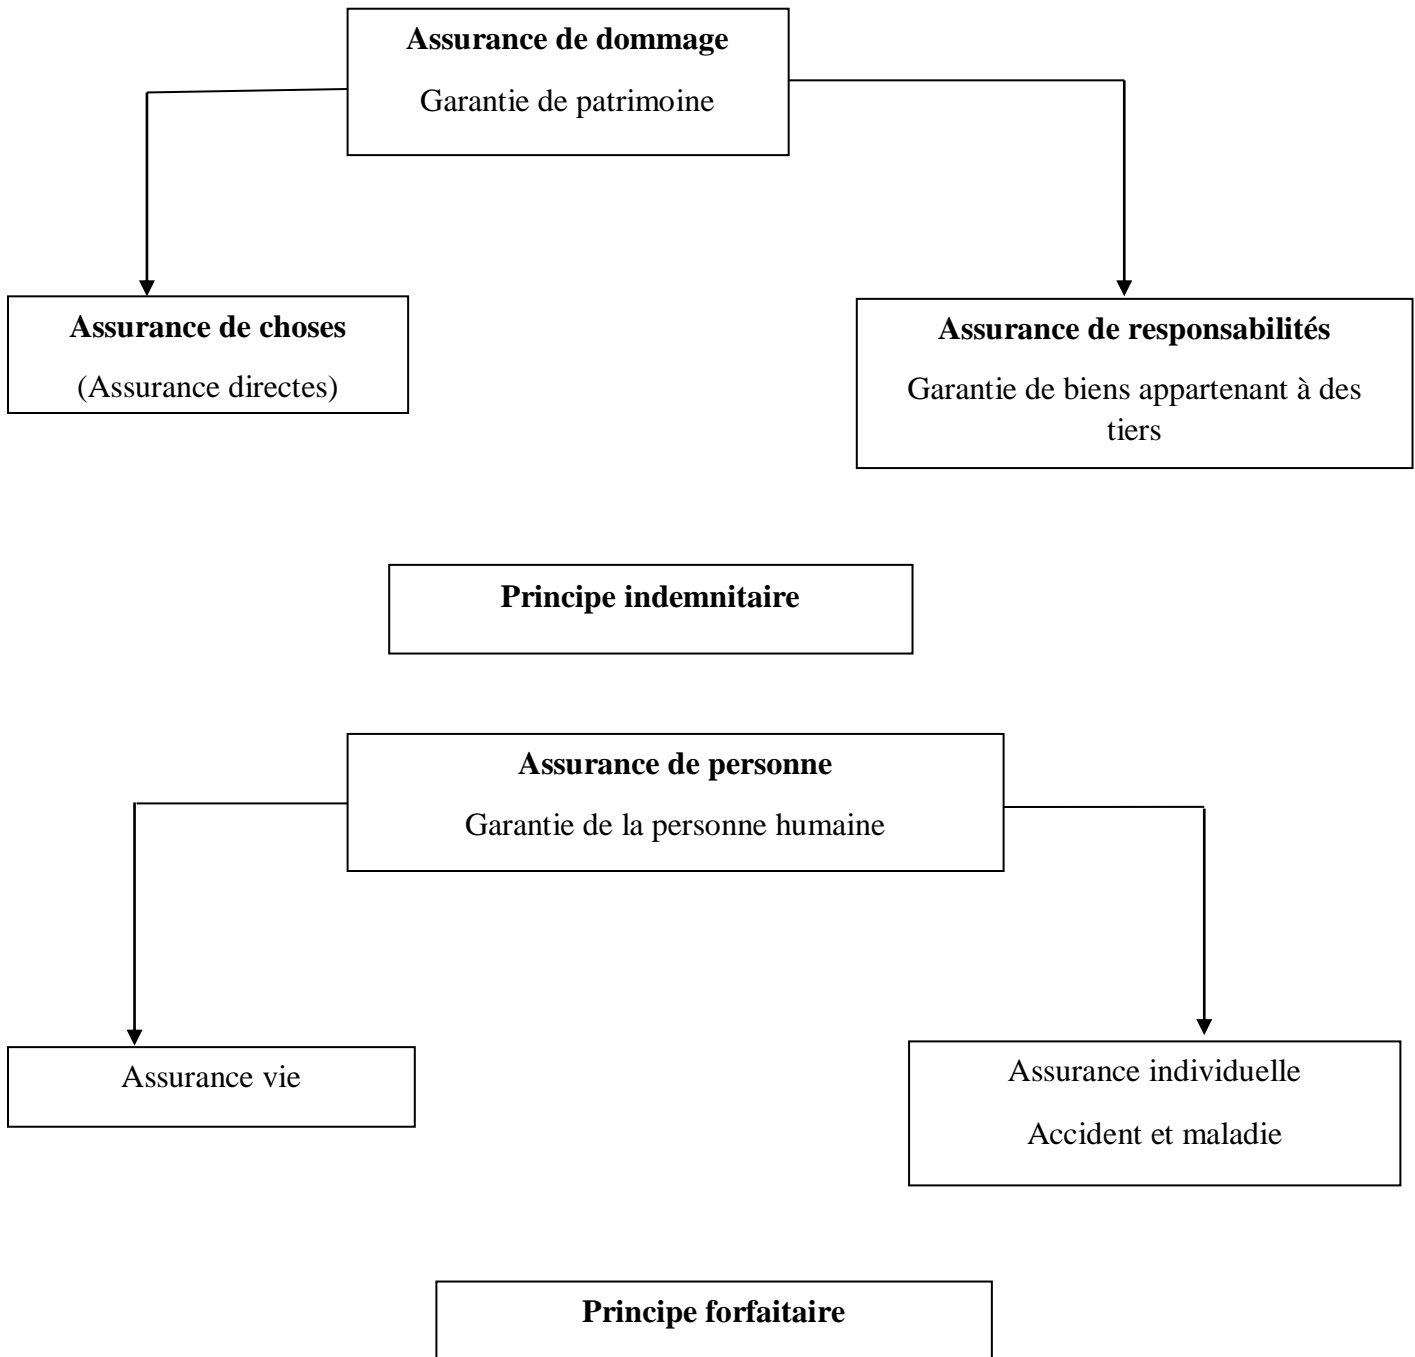 Assurance de dommage
Garantie de patrimoine
Assurance de choses
(Assurance directes)
Assurance de responsabilités
Garantie de biens appartenant à des
tiers
Principe indemnitaire
Assurance de personne
Garantie de la personne humaine
Assurance vie
Assurance individuelle
Accident et maladie
Principe forfaitaire